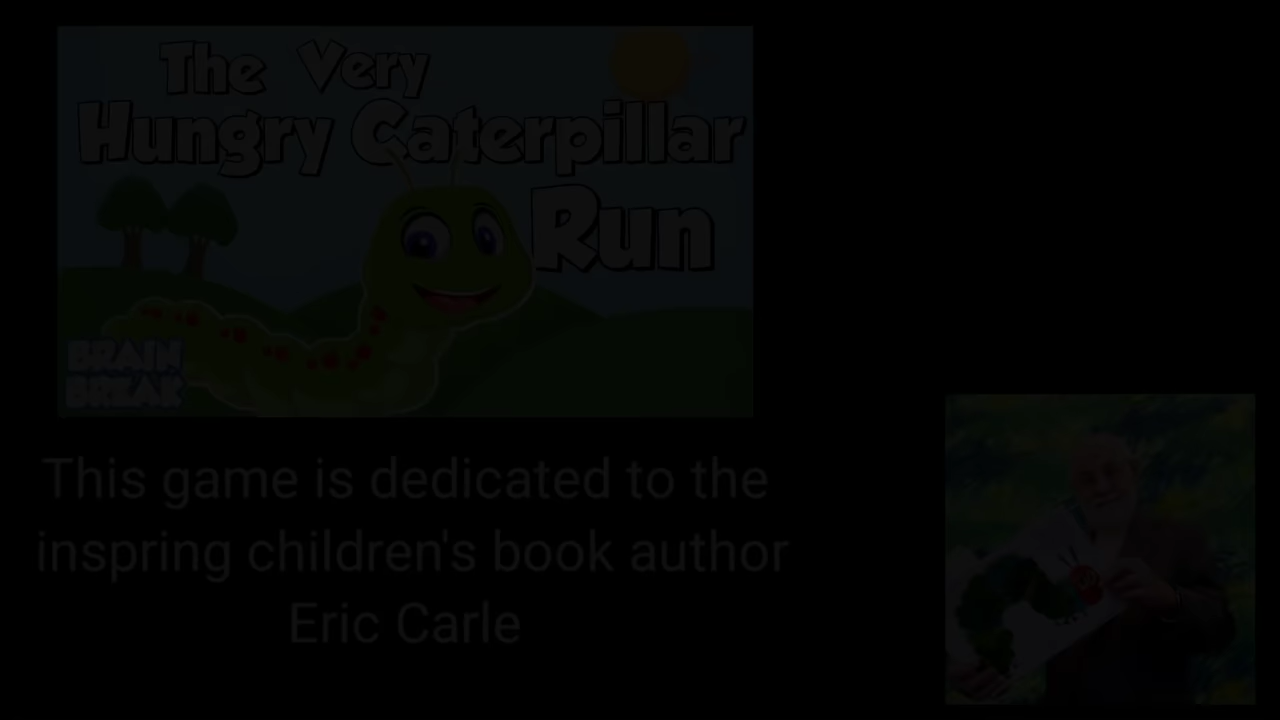 The Very
Hungry Caterpillar
Run
BRAIN
BREAK
This game is dedicated to the
inspring children's book author
Eric Carle